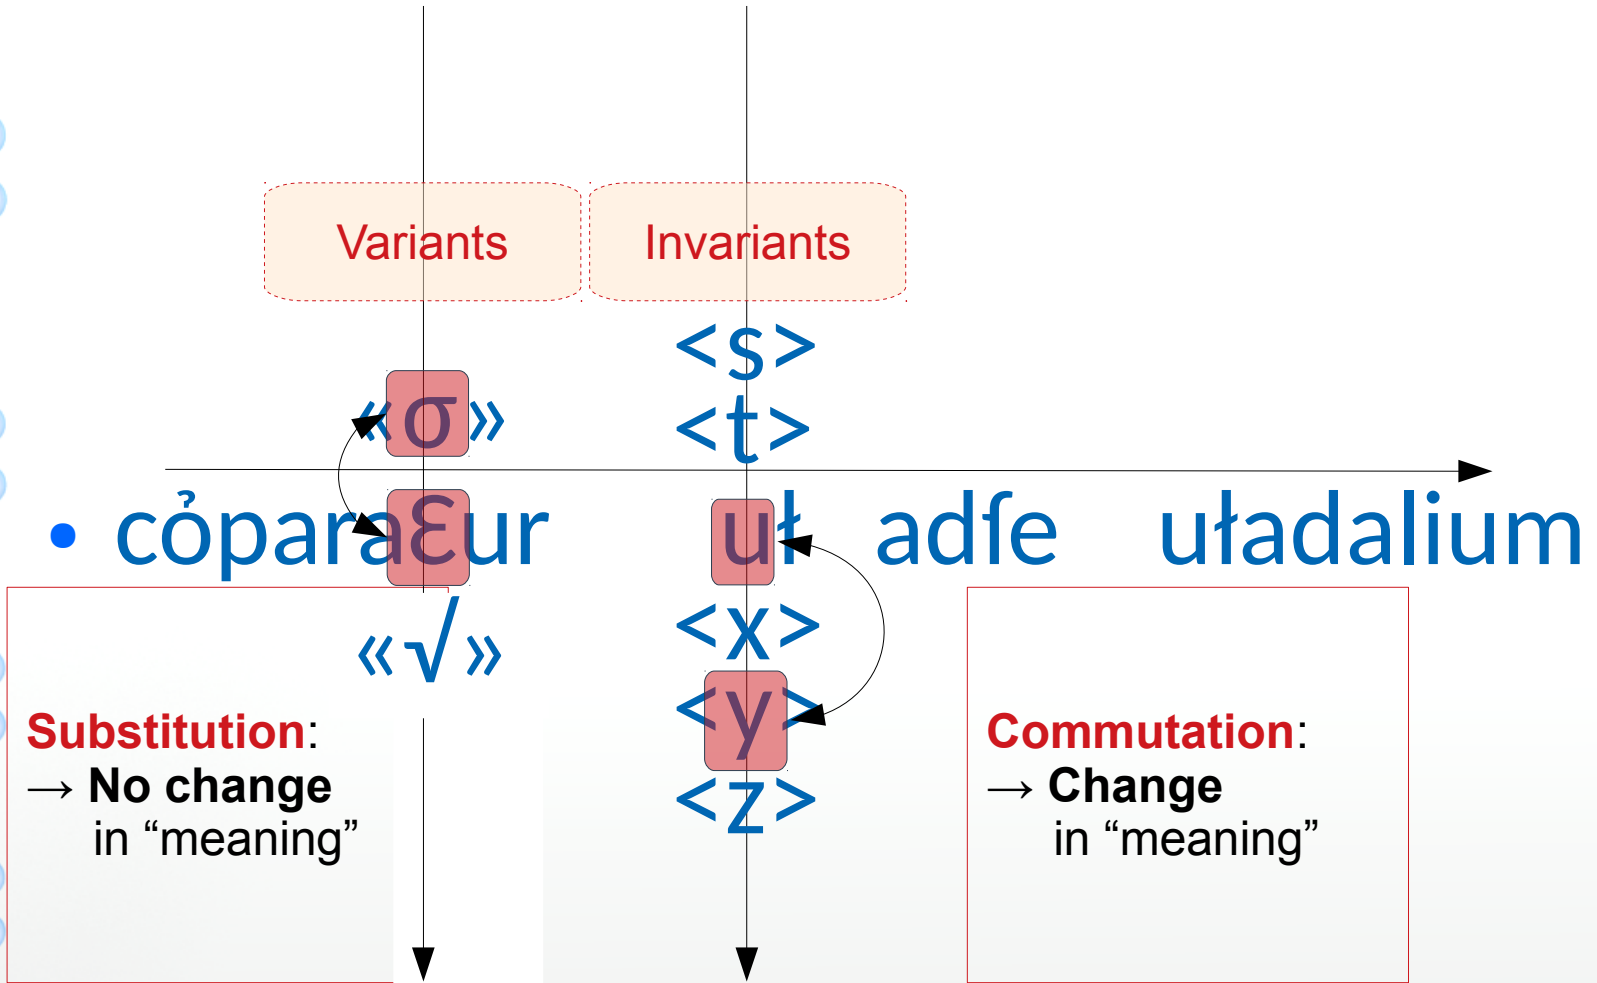 Variants Invariants
<s>
«σ» <t>
• cỏparaƐur uł adſe uładalium
«√» <x>
<y>
<z>
Substitution:
→ No change
in “meaning”
Commutation:
→ Change
in “meaning”